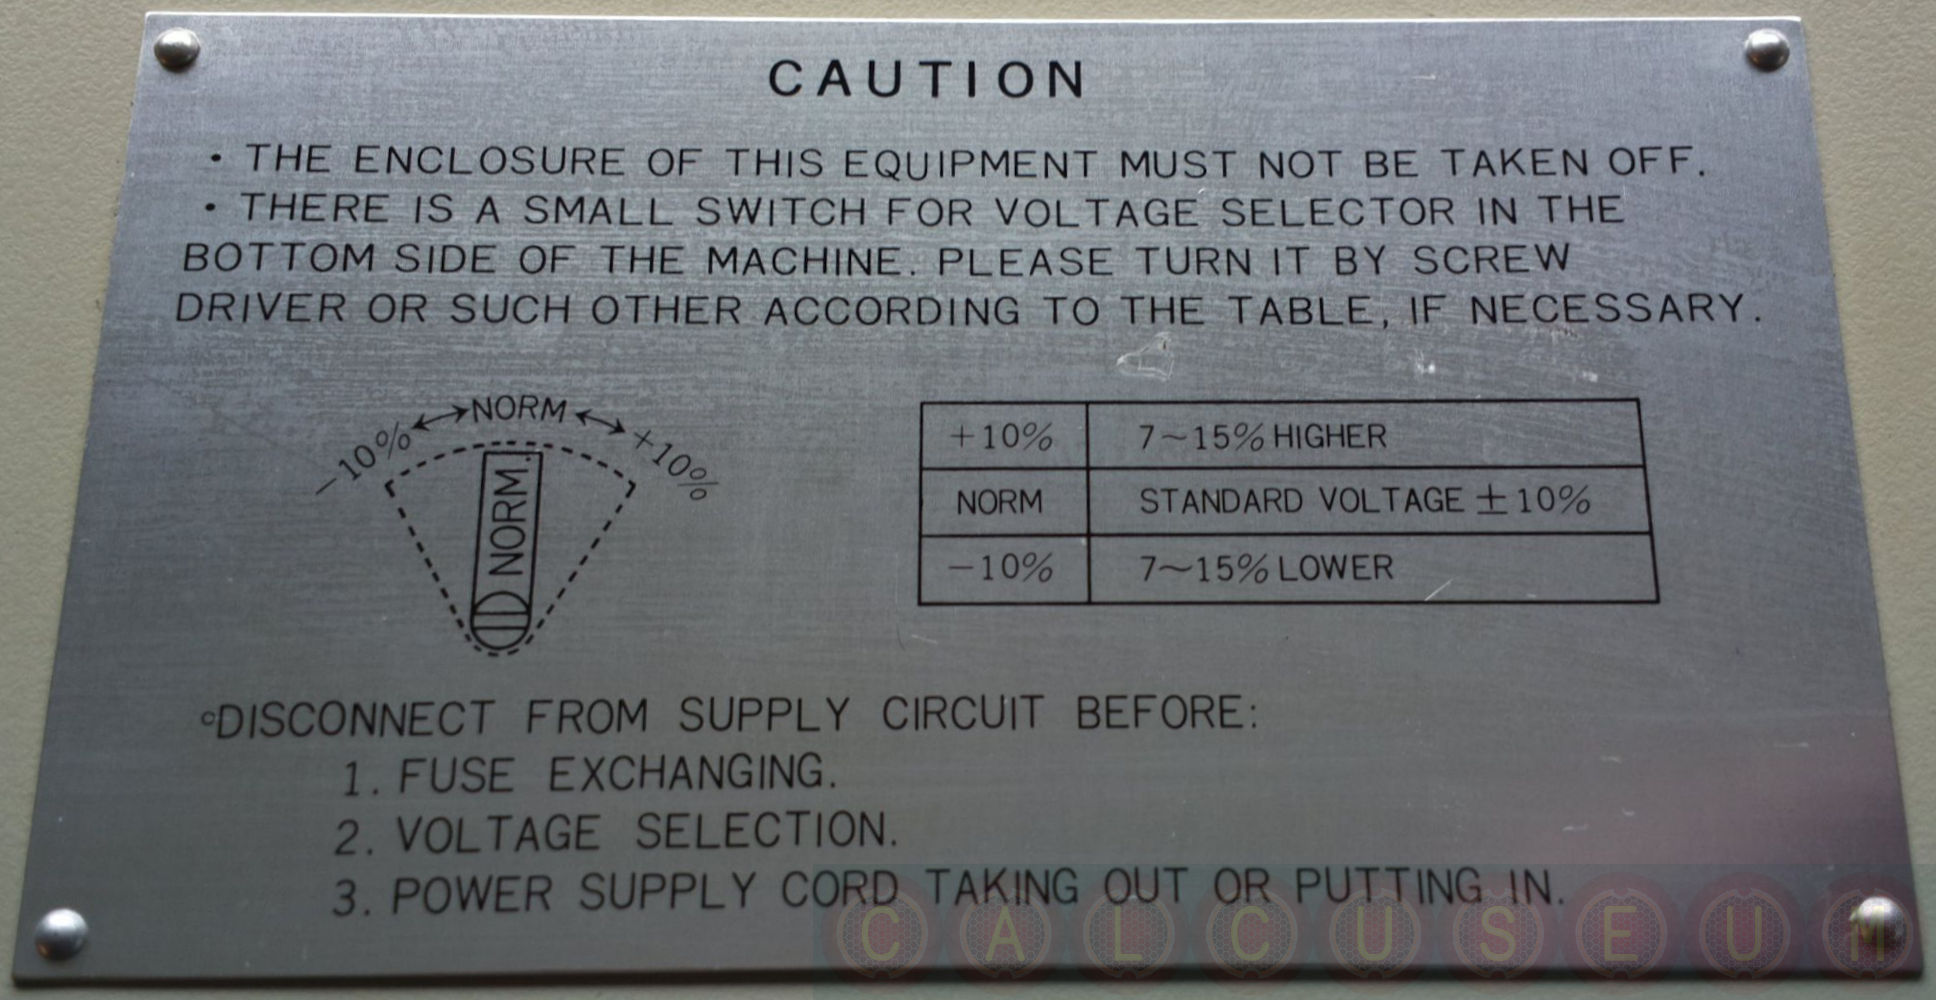 CAUTION
• THE ENCLOSURE OF THIS EQUIPMENT MUST NOT BE TAKEN OFF.
• THERE IS A SMALL SWITCH FOR VOLTAGE SELECTOR IN THE
BOTTOM SIDE OF THE MACHINE. PLEASE TURN IT BY SCREW
DRIVER OR SUCH OTHER ACCORDING TO THE TABLE, IF NECESSARY.
−10% ↔ NORM ↔ +10%
NORM.
+10% 7~15% HIGHER
NORM STANDARD VOLTAGE ±10%
−10% 7~15% LOWER
°DISCONNECT FROM SUPPLY CIRCUIT BEFORE:
1. FUSE EXCHANGING.
2. VOLTAGE SELECTION.
3. POWER SUPPLY CORD TAKING OUT OR PUTTING IN.
CALCUSEUM